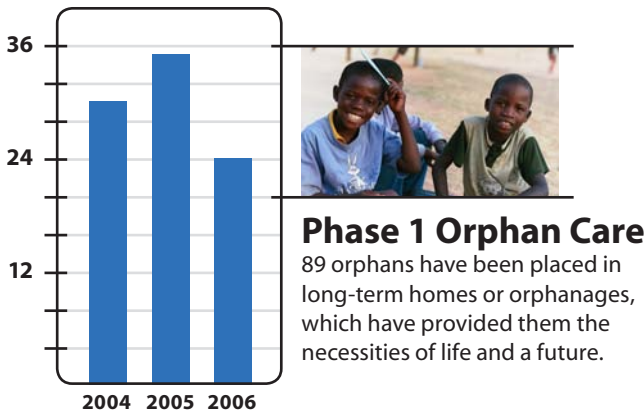 36
24
12
2004 2005 2006
Phase 1 Orphan Care
89 orphans have been placed in
long-term homes or orphanages,
which have provided them the
necessities of life and a future.